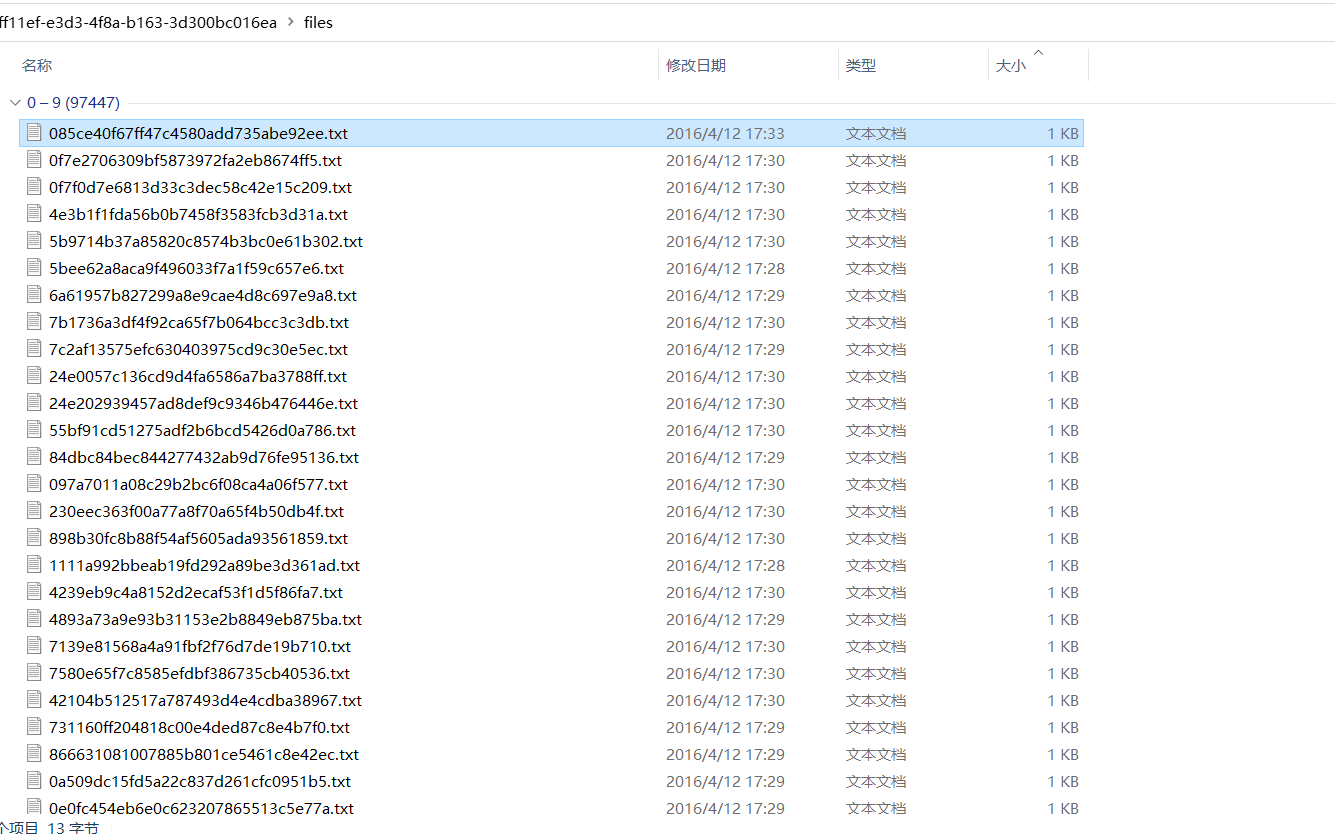 ff11ef-e3d3-4f8a-b163-3d300bc016ea > files
名称 修改日期 类型 大小
0 – 9 (97447)
085ce40f67ff47c4580add735abe92ee.txt 2016/4/12 17:33 文本文档 1 KB
0f7e2706309bf5873972fa2eb8674ff5.txt 2016/4/12 17:30 文本文档 1 KB
0f7f0d7e6813d33c3dec58c42e15c209.txt 2016/4/12 17:30 文本文档 1 KB
4e3b1f1fda56b0b7458f3583fcb3d31a.txt 2016/4/12 17:30 文本文档 1 KB
5b9714b37a85820c8574b3bc0e61b302.txt 2016/4/12 17:30 文本文档 1 KB
5bee62a8aca9f496033f7a1f59c657e6.txt 2016/4/12 17:28 文本文档 1 KB
6a61957b827299a8e9cae4d8c697e9a8.txt 2016/4/12 17:29 文本文档 1 KB
7b1736a3df4f92ca65f7b064bcc3c3db.txt 2016/4/12 17:30 文本文档 1 KB
7c2af13575efc630403975cd9c30e5ec.txt 2016/4/12 17:29 文本文档 1 KB
24e0057c136cd9d4fa6586a7ba3788ff.txt 2016/4/12 17:30 文本文档 1 KB
24e202939457ad8def9c9346b476446e.txt 2016/4/12 17:30 文本文档 1 KB
55bf91cd51275adf2b6bcd5426d0a786.txt 2016/4/12 17:30 文本文档 1 KB
84dbc84bec844277432ab9d76fe95136.txt 2016/4/12 17:29 文本文档 1 KB
097a7011a08c29b2bc6f08ca4a06f577.txt 2016/4/12 17:30 文本文档 1 KB
230eec363f00a77a8f70a65f4b50db4f.txt 2016/4/12 17:30 文本文档 1 KB
898b30fc8b88f54af5605ada93561859.txt 2016/4/12 17:30 文本文档 1 KB
1111a992bbeab19fd292a89be3d361ad.txt 2016/4/12 17:28 文本文档 1 KB
4239eb9c4a8152d2ecaf53f1d5f86fa7.txt 2016/4/12 17:30 文本文档 1 KB
4893a73a9e93b31153e2b8849eb875ba.txt 2016/4/12 17:29 文本文档 1 KB
7139e81568a4a91fbf2f76d7de19b710.txt 2016/4/12 17:30 文本文档 1 KB
7580e65f7c8585efdbf386735cb40536.txt 2016/4/12 17:30 文本文档 1 KB
42104b512517a787493d4e4cdba38967.txt 2016/4/12 17:30 文本文档 1 KB
731160ff204818c00e4ded87c8e4b7f0.txt 2016/4/12 17:29 文本文档 1 KB
866631081007885b801ce5461c8e42ec.txt 2016/4/12 17:29 文本文档 1 KB
0a509dc15fd5a22c837d261cfc0951b5.txt 2016/4/12 17:29 文本文档 1 KB
0e0fc454eb6e0c623207865513c5e77a.txt 2016/4/12 17:29 文本文档 1 KB
个项目 13 字节